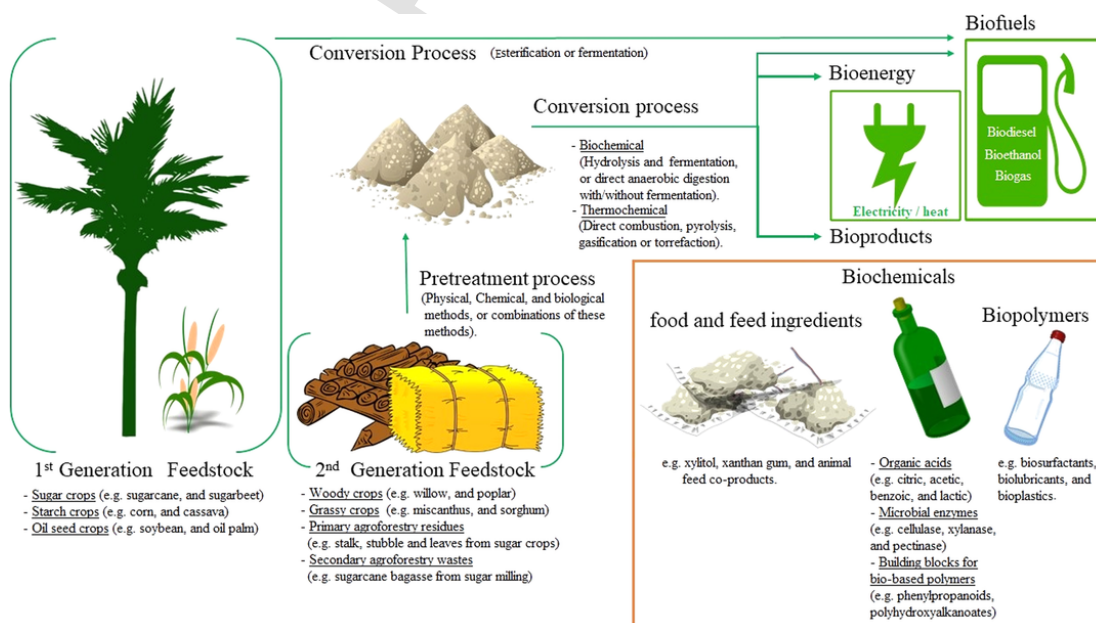 Biofuels
Conversion Process (Esterification or fermentation)
Bioenergy
Biodiesel
Bioethanol
Biogas
Electricity / heat
Bioproducts
Conversion process
- Biochemical
(Hydrolysis and fermentation,
or direct anaerobic digestion
with/without fermentation).
- Thermochemical
(Direct combustion, pyrolysis,
gasification or torrefaction).
Pretreatment process
(Physical, Chemical, and biological
methods, or combinations of these
methods).
1st Generation Feedstock
- Sugar crops (e.g. sugarcane, and sugarbeet)
- Starch crops (e.g. corn, and cassava)
- Oil seed crops (e.g. soybean, and oil palm)
2nd Generation Feedstock
- Woody crops (e.g. willow, and poplar)
- Grassy crops (e.g. miscanthus, and sorghum)
- Primary agroforestry residues
(e.g. stalk, stubble and leaves from sugar crops)
- Secondary agroforestry wastes
(e.g. sugarcane bagasse from sugar milling)
Biochemicals
food and feed ingredients
e.g. xylitol, xanthan gum, and animal
feed co-products.
- Organic acids
(e.g. citric, acetic,
benzoic, and lactic)
- Microbial enzymes
(e.g. cellulase, xylanase,
and pectinase)
- Building blocks for
bio-based polymers
(e.g. phenylpropanoids,
polyhydroxyalkanoates)
Biopolymers
e.g. biosurfactants,
biolubricants, and
bioplastics.